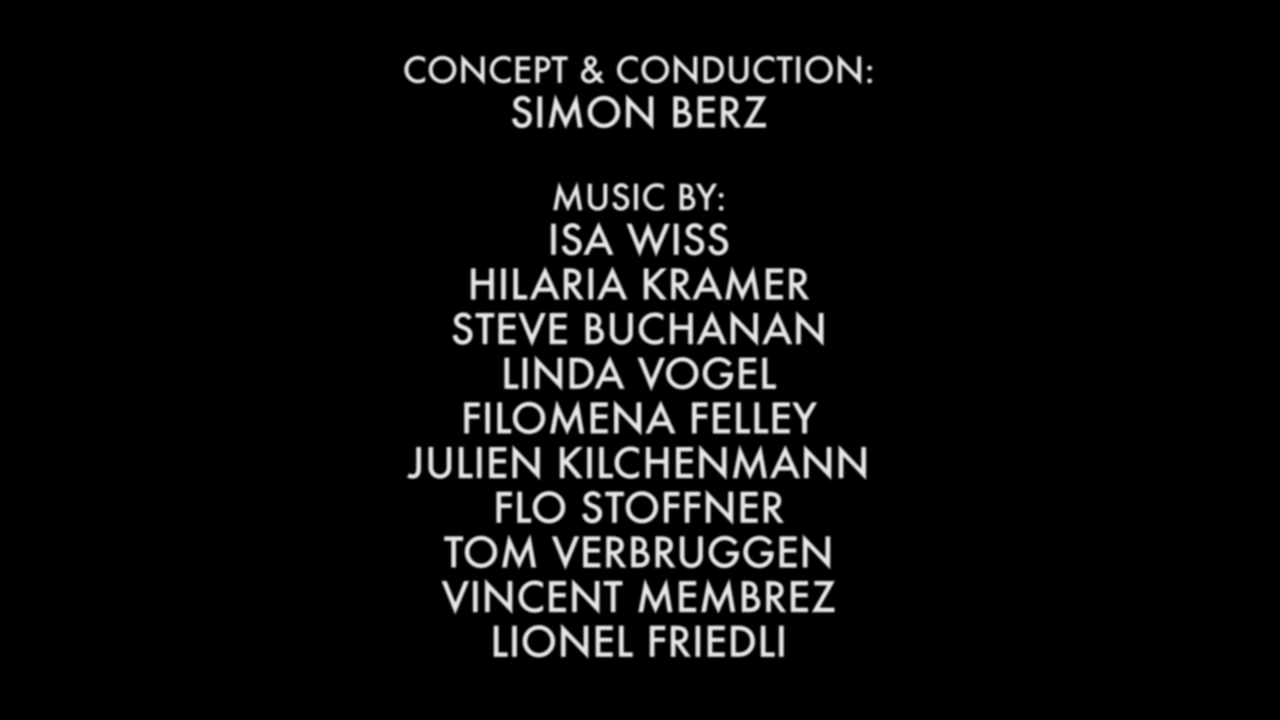 CONCEPT & CONDUCTION:
SIMON BERZ
MUSIC BY:
ISA WISS
HILARIA KRAMER
STEVE BUCHANAN
LINDA VOGEL
FILOMENA FELLEY
JULIEN KILCHENMANN
FLO STOFFNER
TOM VERBRUGGEN
VINCENT MEMBREZ
LIONEL FRIEDLI